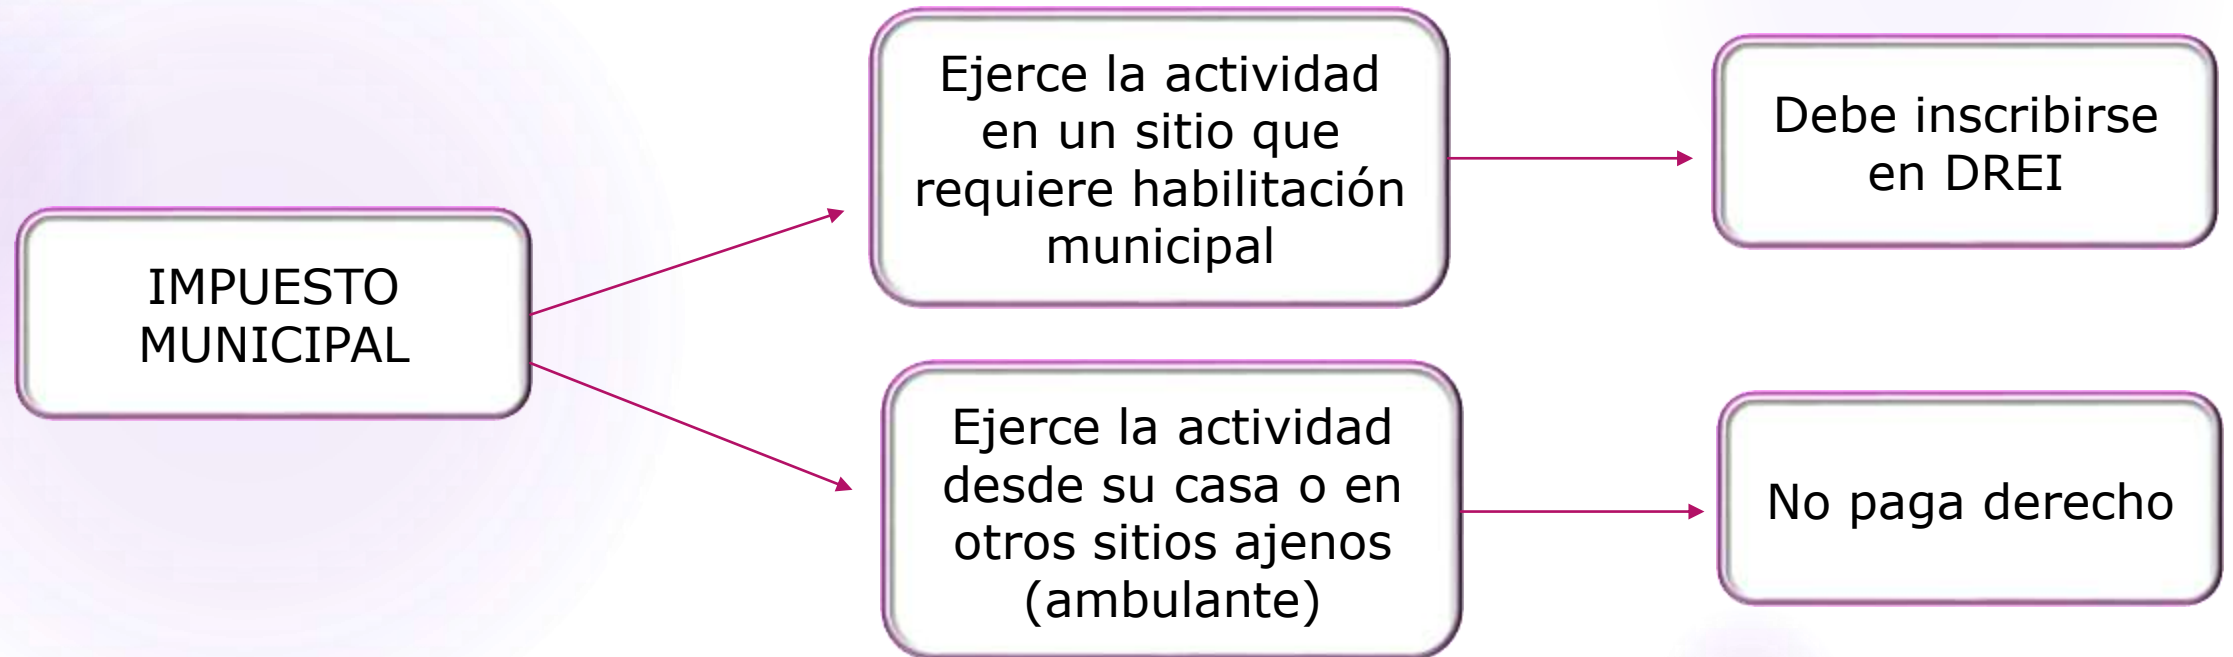 IMPUESTO
MUNICIPAL
Ejerce la actividad
en un sitio que
requiere habilitación
municipal
Debe inscribirse
en DREI
Ejerce la actividad
desde su casa o en
otros sitios ajenos
(ambulante)
No paga derecho